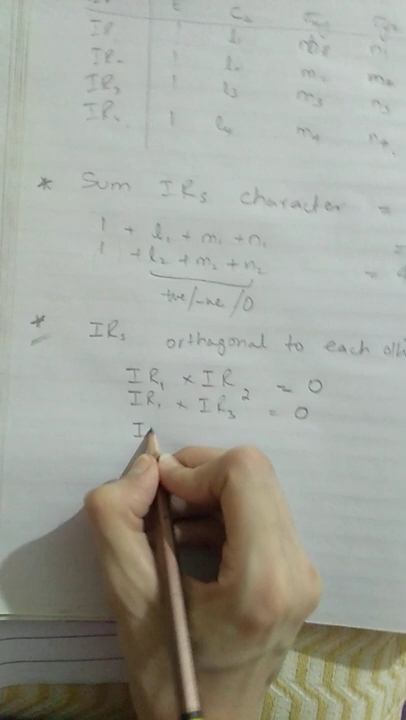 E C₂
IR 1 l₁ n₁
IR₂ 1 l₂ m₂ n₂
IR₃ 1 l₃ m₃ n₃
IR₄ 1 l₄ m₄ n₄
* Sum IRs character =
1 + l₁ + m₁ + n₁ =
1 + l₂ + m₂ + n₂ =
+ve/-ve/0
* IRs orthagonal to each oth
IR₁ × IR₂ = 0
IR₁ × IR₃ = 0
I